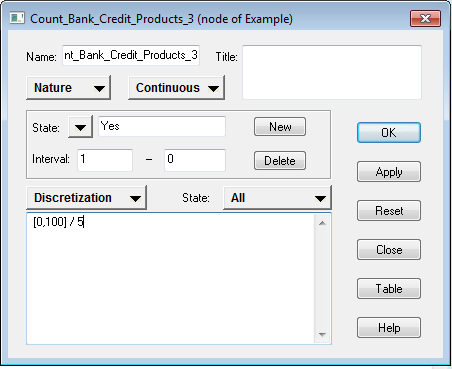 Count_Bank_Credit_Products_3 (node of Example)
Name: nt_Bank_Credit_Products_3 Title:
Nature Continuous
State: Yes New
OK
Interval: 1 – 0 Delete
Apply
Discretization State: All
Reset
[0,100] / 5
Close
Table
Help